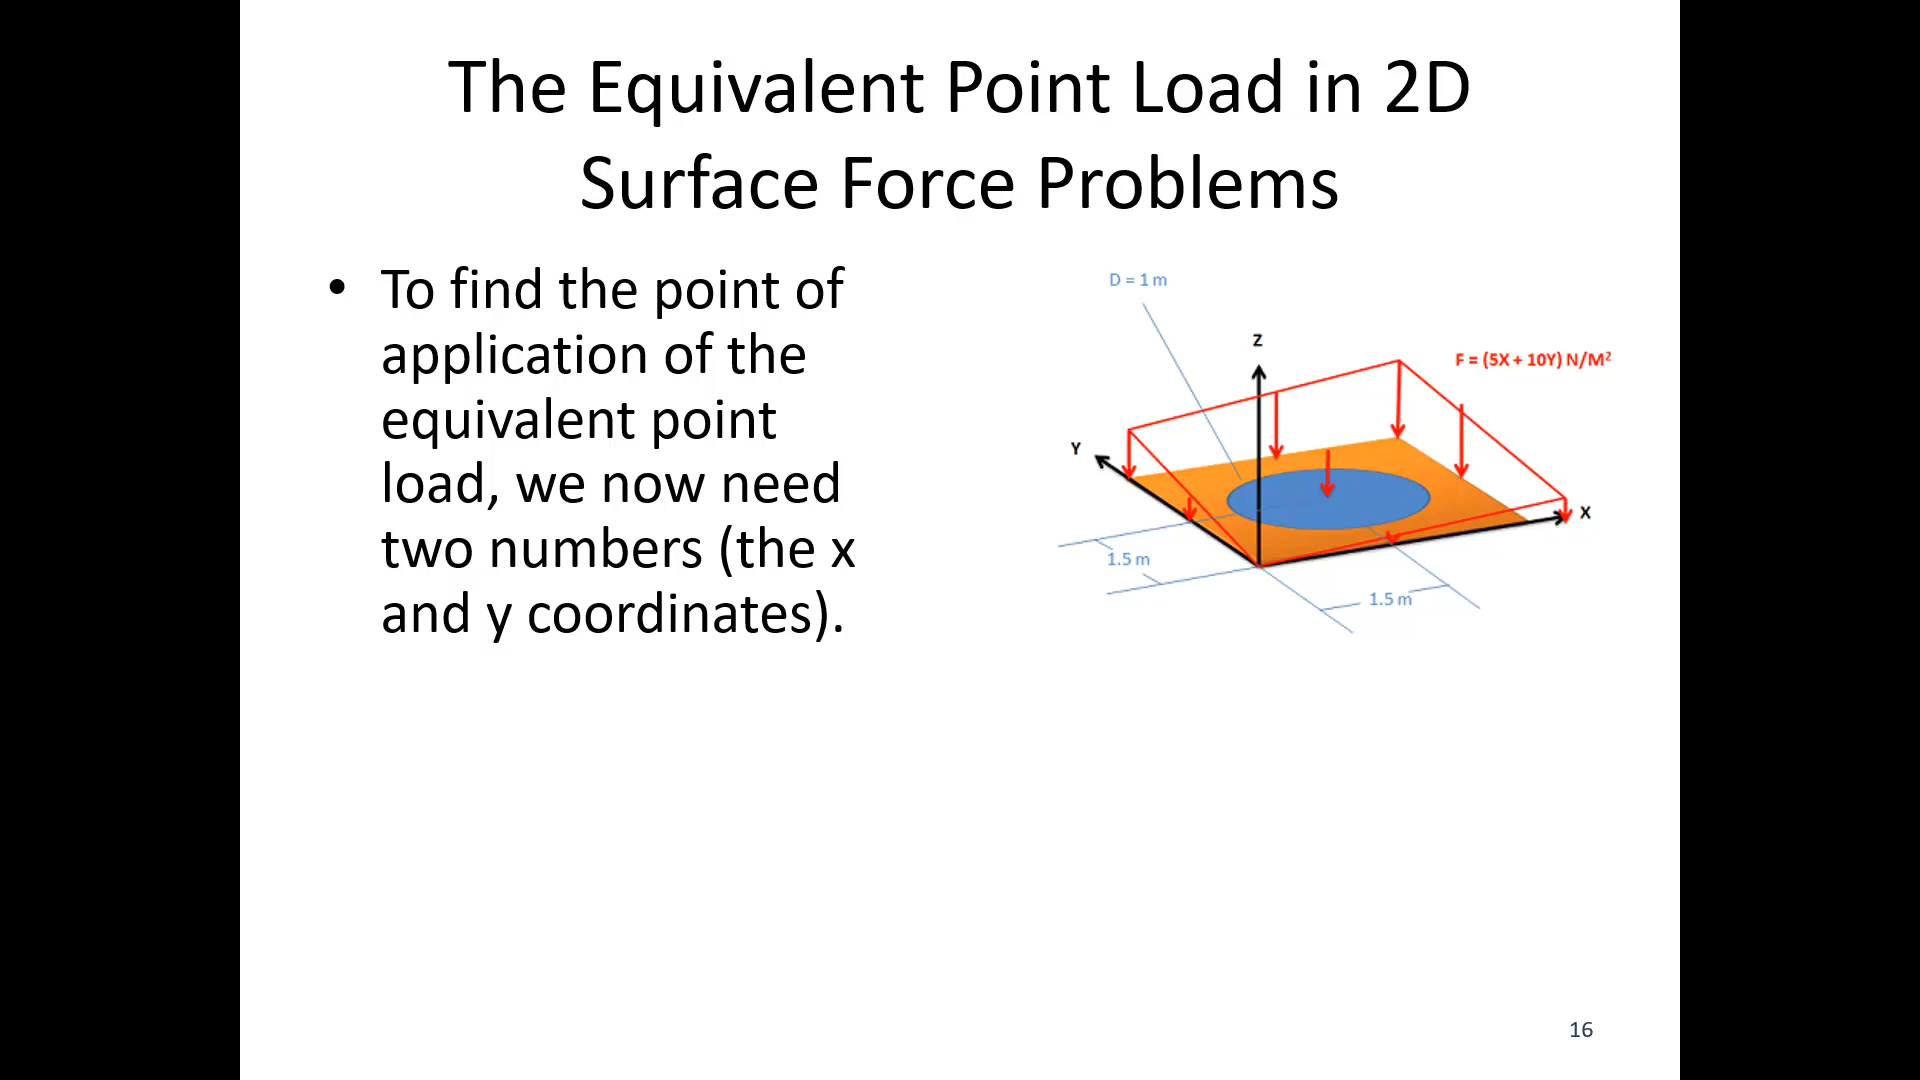 The Equivalent Point Load in 2D
Surface Force Problems
• To find the point of
application of the
equivalent point
load, we now need
two numbers (the x
and y coordinates).
D = 1 m
Z
F = (5X + 10Y) N/M²
Y
X
1.5 m
1.5 m
16